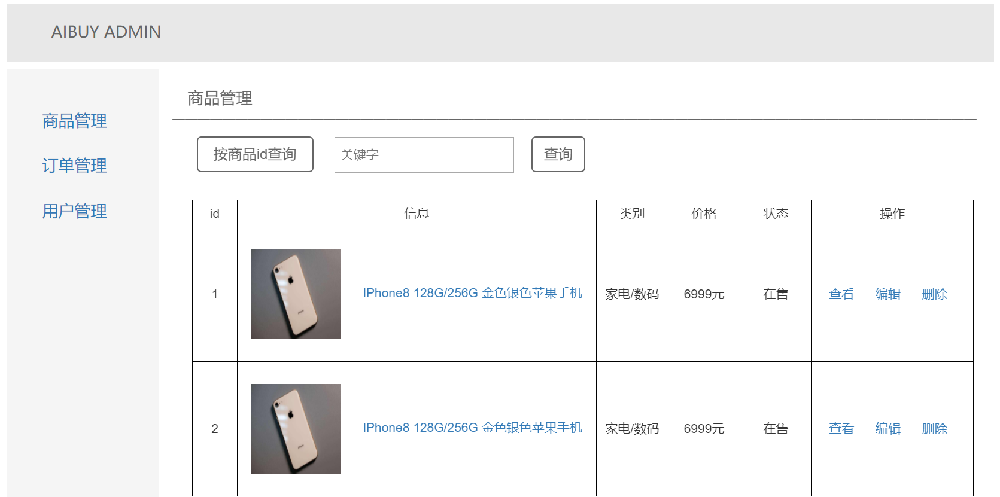 AIBUY ADMIN
商品管理
订单管理
用户管理
商品管理
按商品id查询 关键字 查询
id 信息 类别 价格 状态 操作
1 IPhone8 128G/256G 金色银色苹果手机 家电/数码 6999元 在售 查看 编辑 删除
2 IPhone8 128G/256G 金色银色苹果手机 家电/数码 6999元 在售 查看 编辑 删除